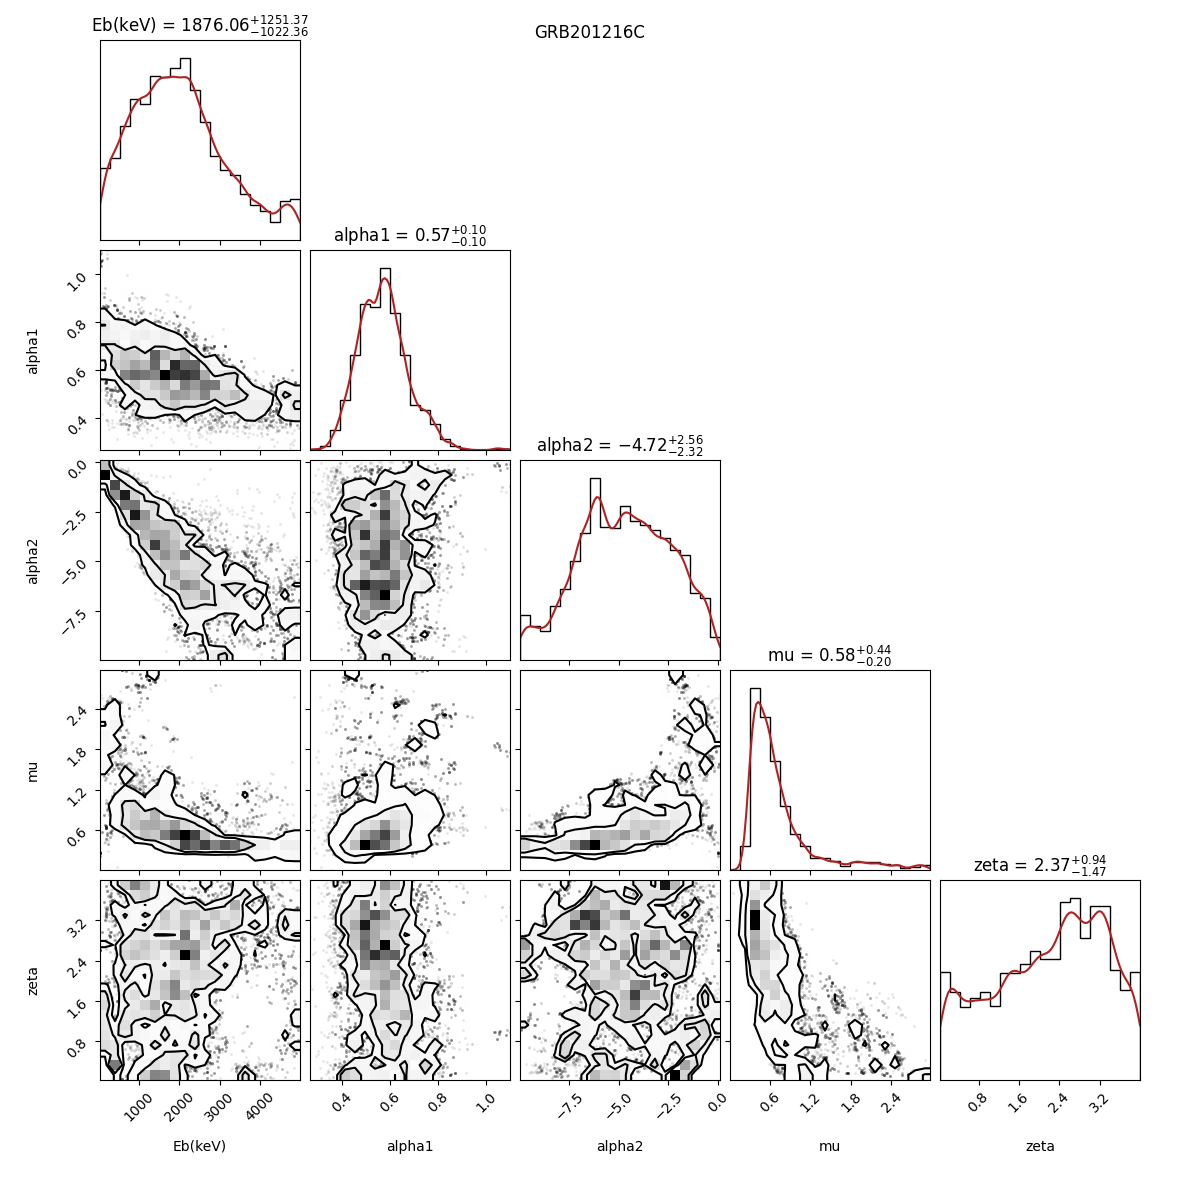 GRB201216C
Eb(keV) = 1876.06+1251.37−1022.36
alpha1 = 0.57+0.10−0.10
alpha1
1.0
0.8
0.6
0.4
alpha2 = −4.72+2.56−2.32
alpha2
0.0
−2.5
−5.0
−7.5
mu = 0.58+0.44−0.20
mu
2.4
1.8
1.2
0.6
zeta = 2.37+0.94−1.47
zeta
3.2
2.4
1.6
0.8
1000 2000 3000 4000 0.4 0.6 0.8 1.0 −7.5 −5.0 −2.5 0.0 0.6 1.2 1.8 2.4 0.8 1.6 2.4 3.2
Eb(keV) alpha1 alpha2 mu zeta